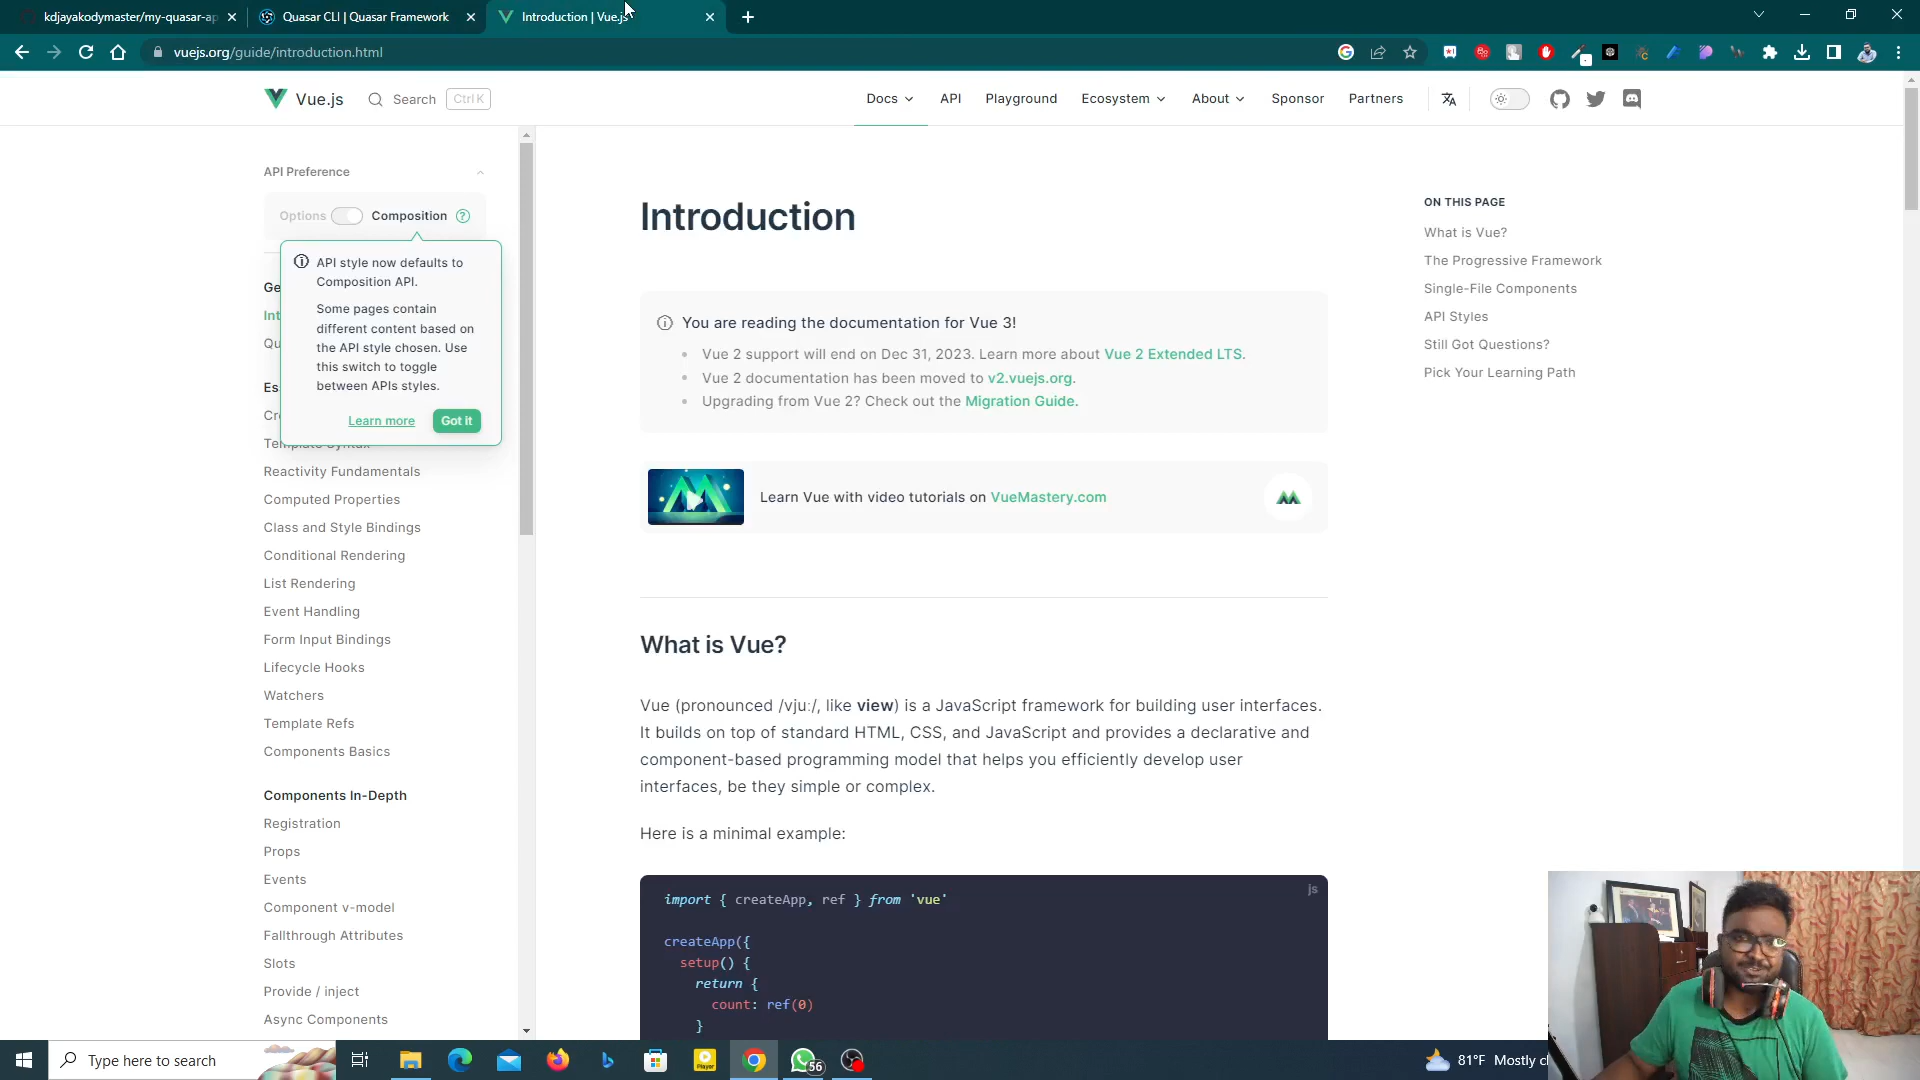 kdjayakodymaster/my-quasar-ap
Quasar CLI | Quasar Framework
Introduction | Vue.js
vuejs.org/guide/introduction.html
Vue.js
Search
Ctrl K
Docs
API
Playground
Ecosystem
About
Sponsor
Partners
API Preference
Options
Composition
?
API style now defaults to
Composition API.
Some pages contain
different content based on
the API style chosen. Use
this switch to toggle
between APIs styles.
Learn more
Got it
Ge
Int
Qu
Es
Cre
Template Syntax
Reactivity Fundamentals
Computed Properties
Class and Style Bindings
Conditional Rendering
List Rendering
Event Handling
Form Input Bindings
Lifecycle Hooks
Watchers
Template Refs
Components Basics
Components In-Depth
Registration
Props
Events
Component v-model
Fallthrough Attributes
Slots
Provide / inject
Async Components
Introduction
You are reading the documentation for Vue 3!
Vue 2 support will end on Dec 31, 2023. Learn more about Vue 2 Extended LTS.
Vue 2 documentation has been moved to v2.vuejs.org.
Upgrading from Vue 2? Check out the Migration Guide.
Learn Vue with video tutorials on VueMastery.com
What is Vue?
Vue (pronounced /vjuː/, like view) is a JavaScript framework for building user interfaces.
It builds on top of standard HTML, CSS, and JavaScript and provides a declarative and
component-based programming model that helps you efficiently develop user
interfaces, be they simple or complex.
Here is a minimal example:
js
import { createApp, ref } from 'vue'
createApp({
setup() {
return {
count: ref(0)
}
ON THIS PAGE
What is Vue?
The Progressive Framework
Single-File Components
API Styles
Still Got Questions?
Pick Your Learning Path
Type here to search
Player
56
81°F Mostly cl